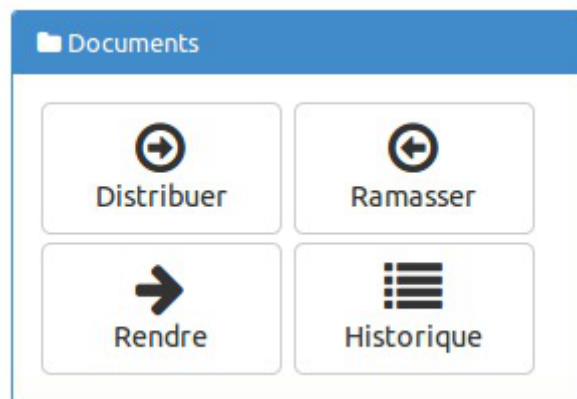 Documents
Distribuer
Ramasser
Rendre
Historique